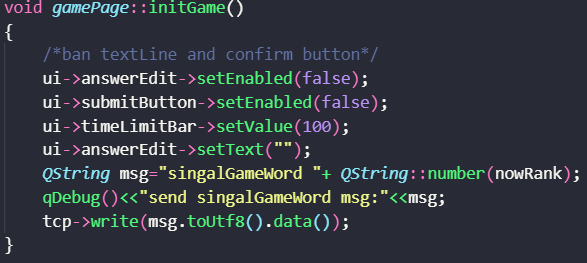 void gamePage::initGame()
{
    /*ban textLine and confirm button*/
    ui->answerEdit->setEnabled(false);
    ui->submitButton->setEnabled(false);
    ui->timeLimitBar->setValue(100);
    ui->answerEdit->setText("");
    QString msg="singalGameWord "+ QString::number(nowRank);
    qDebug()<<"send singalGameWord msg:"<<msg;
    tcp->write(msg.toUtf8().data());
}